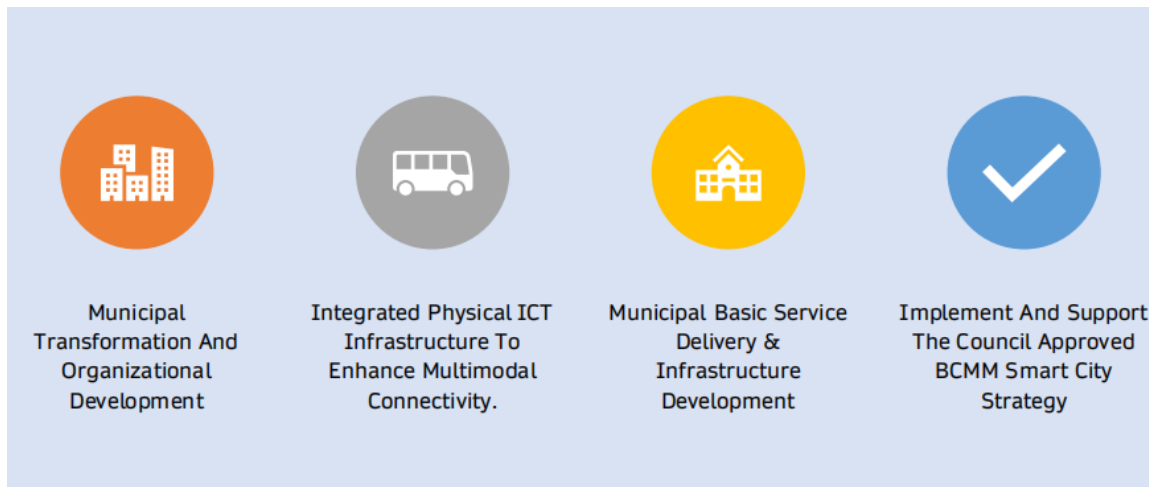 Municipal
Transformation And
Organizational
Development
Integrated Physical ICT
Infrastructure To
Enhance Multimodal
Connectivity.
Municipal Basic Service
Delivery &
Infrastructure
Development
Implement And Support
The Council Approved
BCMM Smart City
Strategy